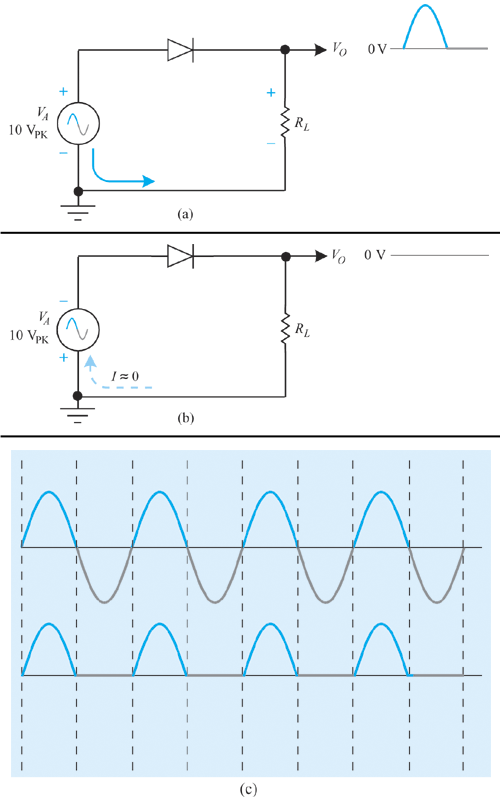 V_O 0 V
+ +
V_A
10 V_PK
R_L
− −
(a)
V_O 0 V
−
V_A
10 V_PK
R_L
+
I ≈ 0
(b)
(c)